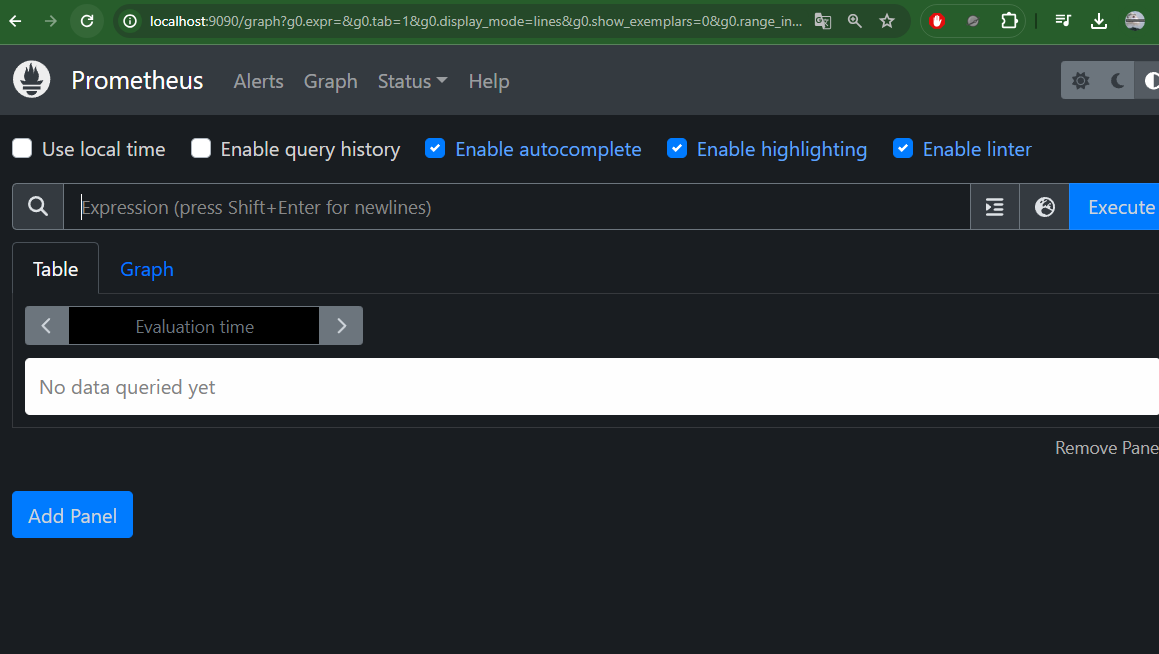 localhost:9090/graph?g0.expr=&g0.tab=1&g0.display_mode=lines&g0.show_exemplars=0&g0.range_in...
Prometheus Alerts Graph Status Help
Use local time Enable query history Enable autocomplete Enable highlighting Enable linter
Expression (press Shift+Enter for newlines) Execute
Table Graph
Evaluation time
No data queried yet
Remove Pane
Add Panel